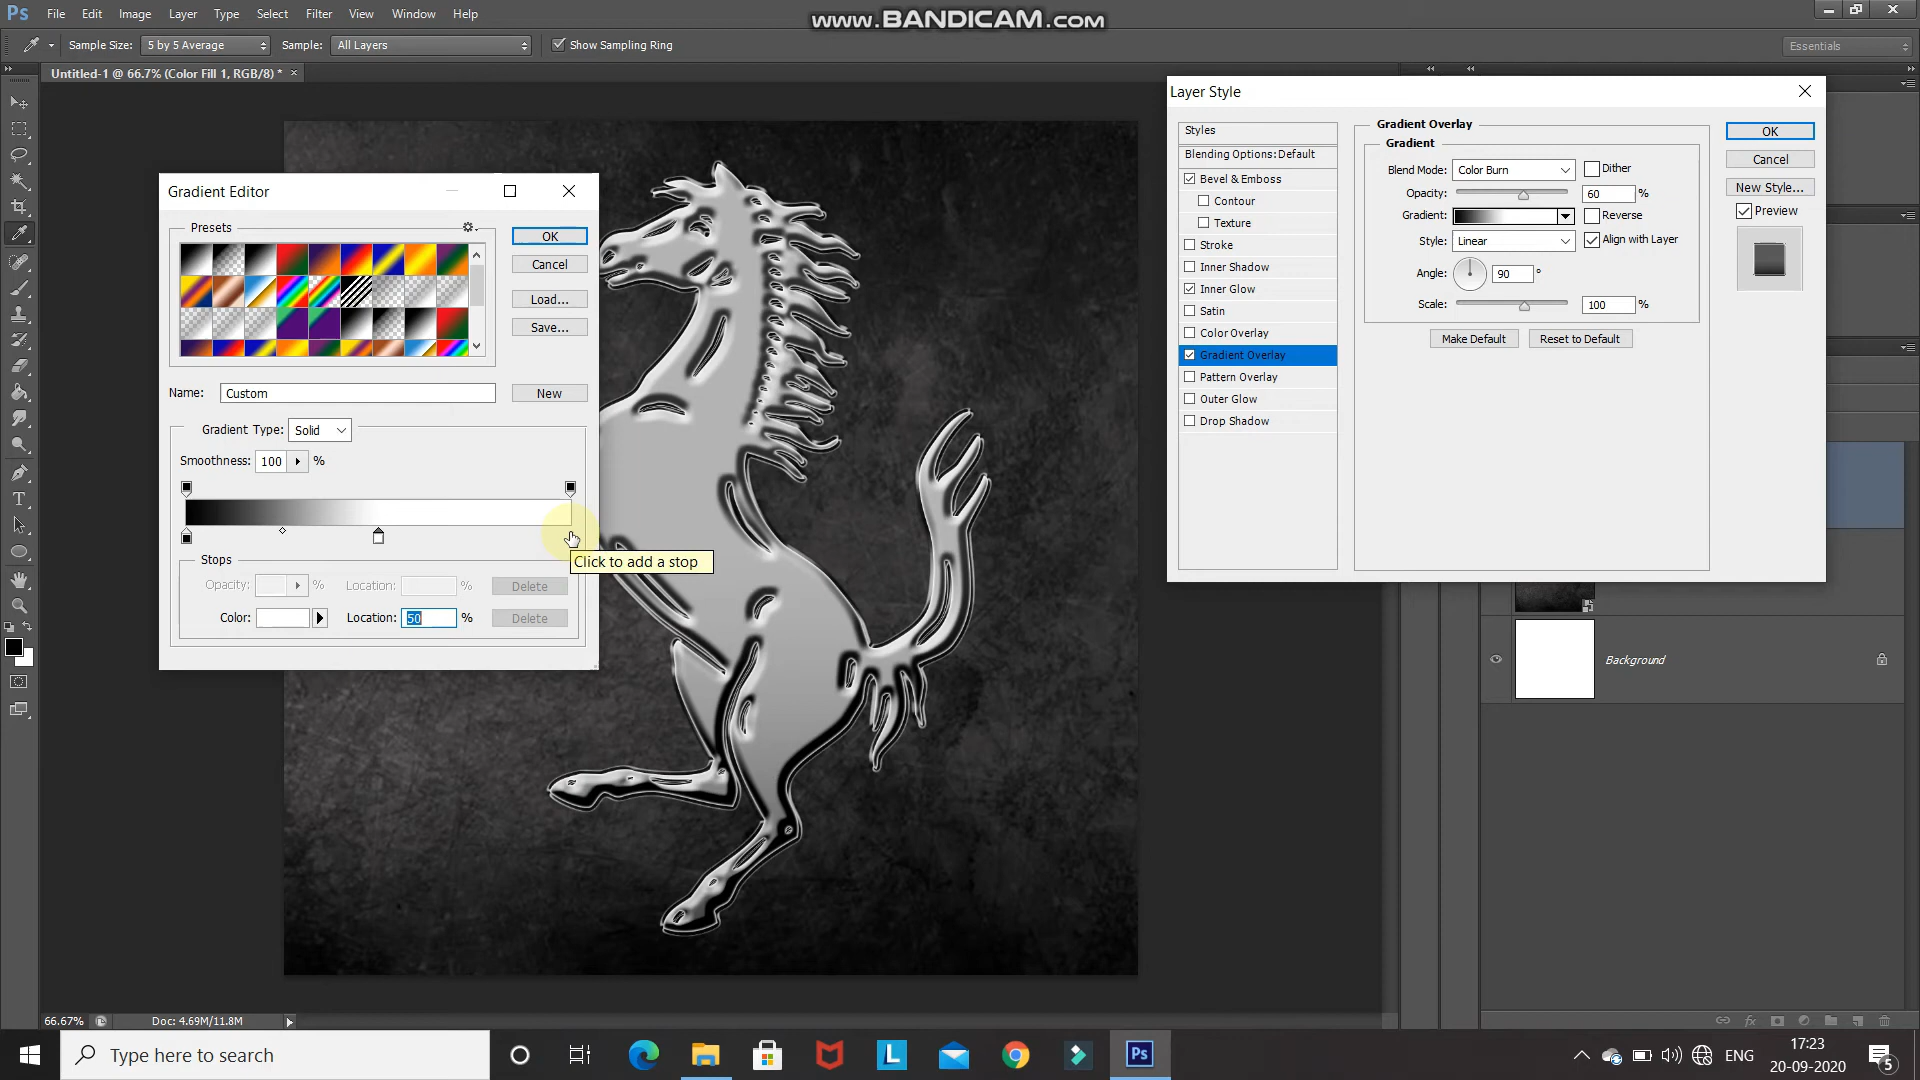 www.BANDICAM.com
Ps File Edit Image Layer Type Select Filter View Window Help
Sample Size: 5 by 5 Average Sample: All Layers Show Sampling Ring Essentials
Untitled-1 @ 66.7% (Color Fill 1, RGB/8) *
Gradient Editor
Presets
OK
Cancel
Load...
Save...
Name: Custom New
Gradient Type: Solid
Smoothness: 100 %
Click to add a stop
Stops
Opacity: % Location: % Delete
Color: Location: 50 % Delete
Layer Style
Styles
Blending Options: Default
Bevel & Emboss
Contour
Texture
Stroke
Inner Shadow
Inner Glow
Satin
Color Overlay
Gradient Overlay
Pattern Overlay
Outer Glow
Drop Shadow
Gradient Overlay
Gradient
Blend Mode: Color Burn Dither
Opacity: 60 %
Gradient: Reverse
Style: Linear Align with Layer
Angle: 90 °
Scale: 100 %
Make Default Reset to Default
OK
Cancel
New Style...
Preview
Background
66.67% Doc: 4.69M/11.8M
Type here to search
ENG
17:23
20-09-2020
5